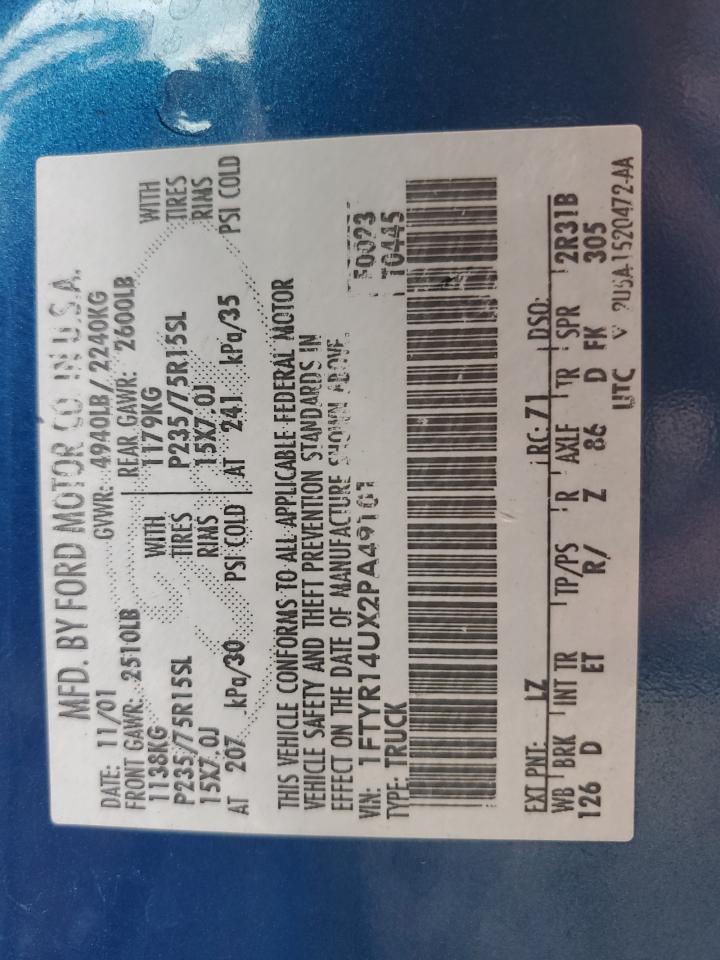 MFD. BY FORD MOTOR CO. IN U.S.A.
DATE: 11/01 GVWR: 4940LB/ 2240KG
FRONT GAWR: 2510LB REAR GAWR: 2600LB
1138KG WITH 1179KG WITH
P235/75R15SL TIRES P235/75R15SL TIRES
15X7.0J RIMS 15X7.0J RIMS
AT 207 kPa/30 PSI COLD AT 241 kPa/35 PSI COLD
THIS VEHICLE CONFORMS TO ALL APPLICABLE FEDERAL MOTOR
VEHICLE SAFETY AND THEFT PREVENTION STANDARDS IN
EFFECT ON THE DATE OF MANUFACTURE SHOWN ABOVE.
VIN: 1FTYR14UX2PA49107
TYPE: TRUCK
F0023
T0445
EXT PNT: LZ RC: 71 DSO:
WB BRK INT TR TP/PS R AXLE TR SPR
126 D ET R/ Z 86 D FK 2R31B
305
UTC